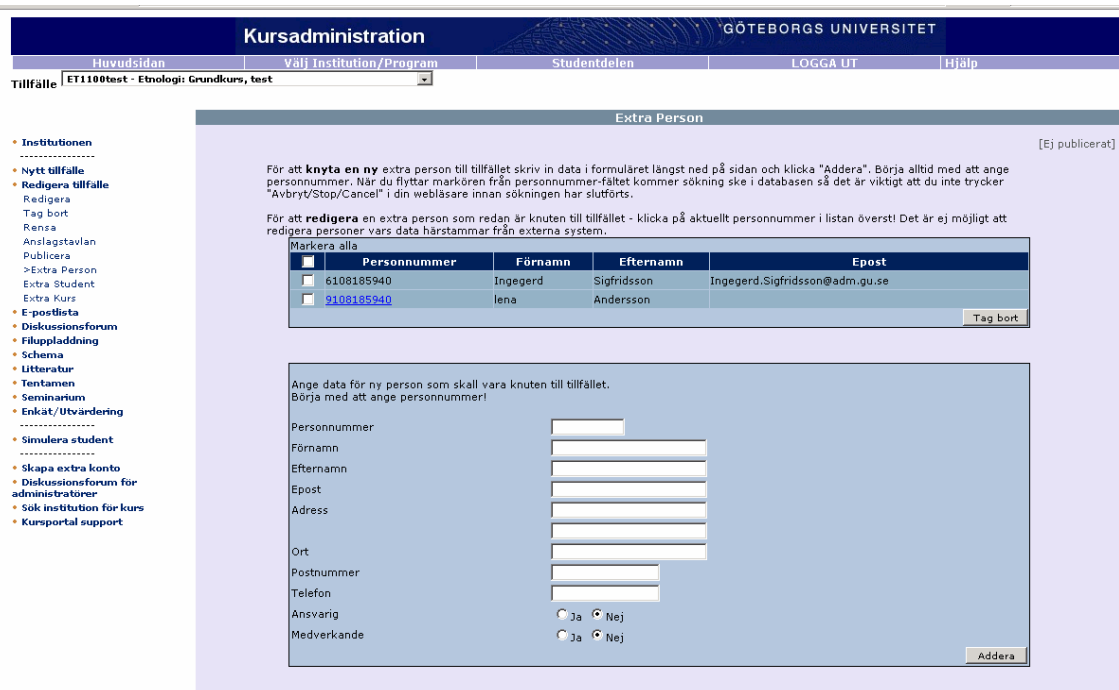 Kursadministration
GÖTEBORGS UNIVERSITET
Huvudsidan Välj Institution/Program Studentdelen LOGGA UT Hjälp
Tillfälle ET1100test - Etnologi: Grundkurs, test
Extra Person
[Ej publicerat]
• Institutionen
----------------
• Nytt tillfälle
• Redigera tillfälle
Redigera
Tag bort
Rensa
Anslagstavlan
Publicera
>Extra Person
Extra Student
Extra Kurs
• E-postlista
• Diskussionsforum
• Filuppladdning
• Schema
• Litteratur
• Tentamen
• Seminarium
• Enkät/Utvärdering
----------------
• Simulera student
----------------
• Skapa extra konto
• Diskussionsforum för
administratörer
• Sök institution för kurs
• Kursportal support
För att knyta en ny extra person till tillfället skriv in data i formuläret längst ned på sidan och klicka "Addera". Börja alltid med att ange
personnummer. När du flyttar markören från personnummer-fältet kommer sökning ske i databasen så det är viktigt att du inte trycker
"Avbryt/Stop/Cancel" i din webläsare innan sökningen har slutförts.
För att redigera en extra person som redan är knuten till tillfället - klicka på aktuellt personnummer i listan överst! Det är ej möjligt att
redigera personer vars data härstammar från externa system.
Markera alla
Personnummer Förnamn Efternamn Epost
6108185940 Ingegerd Sigfridsson Ingegerd.Sigfridsson@adm.gu.se
9108185940 lena Andersson
Tag bort
Ange data för ny person som skall vara knuten till tillfället.
Börja med att ange personnummer!
Personnummer
Förnamn
Efternamn
Epost
Adress
Ort
Postnummer
Telefon
Ansvarig Ja Nej
Medverkande Ja Nej
Addera